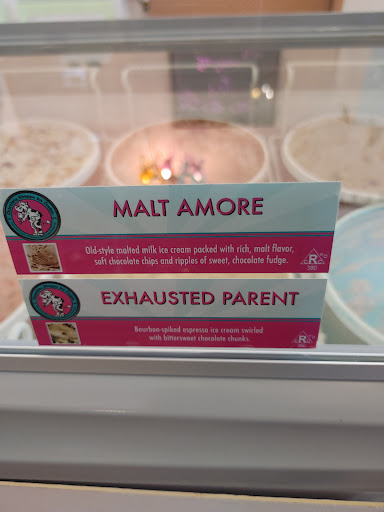 MALT AMORE
Old-style malted milk ice cream packed with rich, malt flavor,
soft chocolate chips and ripples of sweet, chocolate fudge.
R
380
EXHAUSTED PARENT
Bourbon-spiked espresso ice cream swirled
with bittersweet chocolate chunks.
R